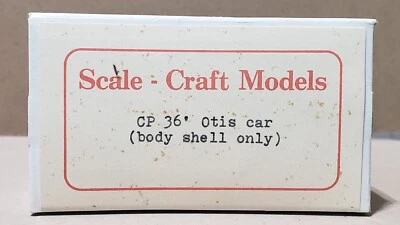 Scale - Craft Models
CP 36' Otis car
(body shell only)